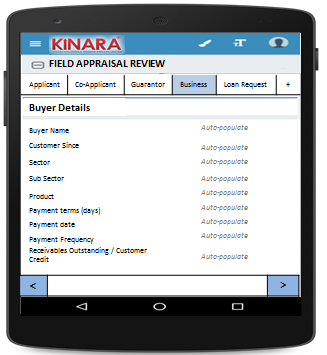 KINARA
FIELD APPRAISAL REVIEW
Applicant Co-Applicant Guarantor Business Loan Request +
Buyer Details
Buyer Name Auto-populate
Customer Since Auto-populate
Sector Auto-populate
Sub Sector Auto-populate
Product Auto-populate
Payment terms (days) Auto-populate
Payment date Auto-populate
Payment Frequency Auto-populate
Receivables Outstanding / Customer
Credit Auto-populate
< >